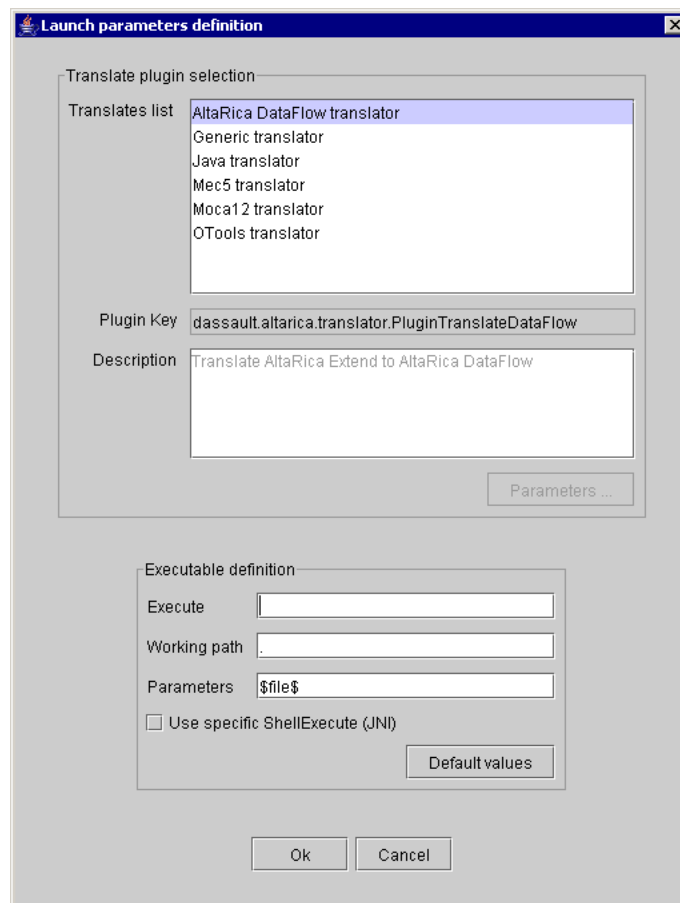 Launch parameters definition
Translate plugin selection
Translates list
AltaRica DataFlow translator
Generic translator
Java translator
Mec5 translator
Moca12 translator
OTools translator
Plugin Key
dassault.altarica.translator.PluginTranslateDataFlow
Description
Translate AltaRica Extend to AltaRica DataFlow
Parameters ...
Executable definition
Execute
Working path
.
Parameters
$file$
Use specific ShellExecute (JNI)
Default values
Ok
Cancel